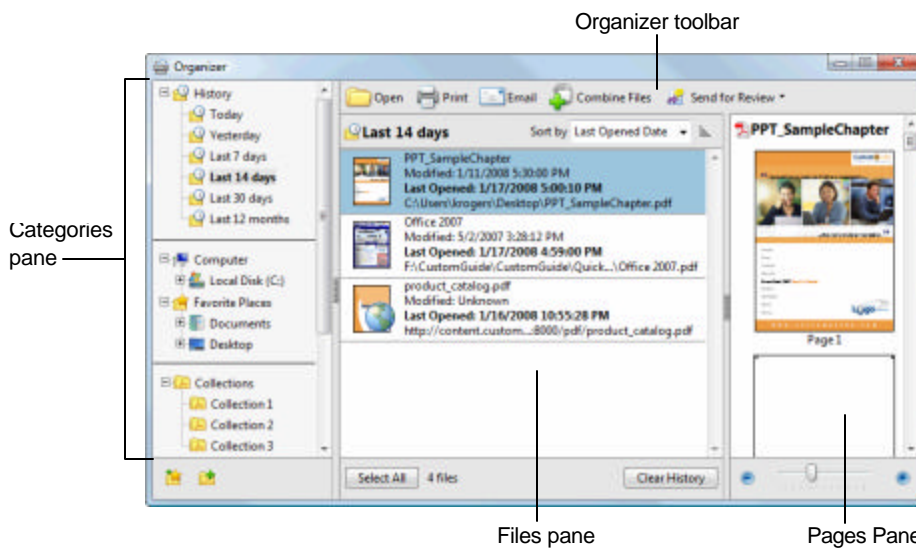 Organizer toolbar
Organizer
History
Today
Yesterday
Last 7 days
Last 14 days
Last 30 days
Last 12 months
Computer
Local Disk (C:)
Favorite Places
Documents
Desktop
Collections
Collection 1
Collection 2
Collection 3
Open Print Email Combine Files Send for Review
Last 14 days Sort by Last Opened Date
PPT_SampleChapter
Modified: 1/11/2008 5:30:00 PM
Last Opened: 1/17/2008 5:00:10 PM
C:\Users\krogers\Desktop\PPT_SampleChapter.pdf
Office 2007
Modified: 5/2/2007 3:28:12 PM
Last Opened: 1/17/2008 4:59:00 PM
F:\CustomGuide\CustomGuide\Quick...\Office 2007.pdf
product_catalog.pdf
Modified: Unknown
Last Opened: 1/16/2008 10:55:28 PM
http://content.custom...:8000/pdf/product_catalog.pdf
Select All 4 files Clear History
PPT_SampleChapter
Page 1
Categories
pane
Files pane
Pages Pane